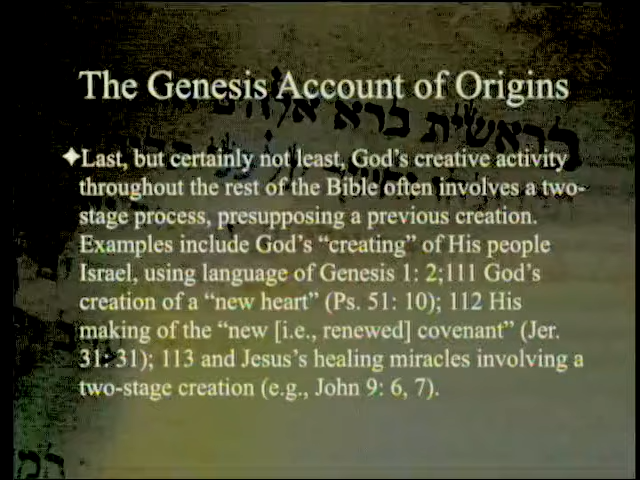 The Genesis Account of Origins
בראשית ברא אלהים
✦Last, but certainly not least, God's creative activity
throughout the rest of the Bible often involves a two-
stage process, presupposing a previous creation.
Examples include God's “creating” of His people
Israel, using language of Genesis 1: 2;111 God's
creation of a “new heart” (Ps. 51: 10); 112 His
making of the “new [i.e., renewed] covenant” (Jer.
31: 31); 113 and Jesus's healing miracles involving a
two-stage creation (e.g., John 9: 6, 7).